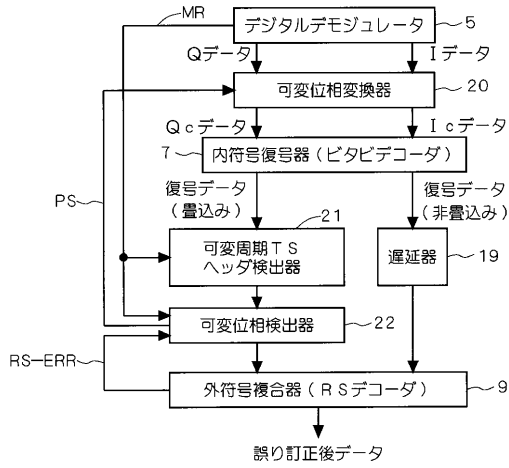 MR
デジタルデモジュレータ
5
Qデータ
Iデータ
可変位相変換器
20
Qcデータ
Icデータ
7
内符号復号器(ビタビデコーダ)
復号データ
(畳込み)
復号データ
(非畳込み)
PS
21
可変周期TS
ヘッダ検出器
遅延器
19
可変位相検出器
22
RS-ERR
外符号複合器(RSデコーダ)
9
誤り訂正後データ